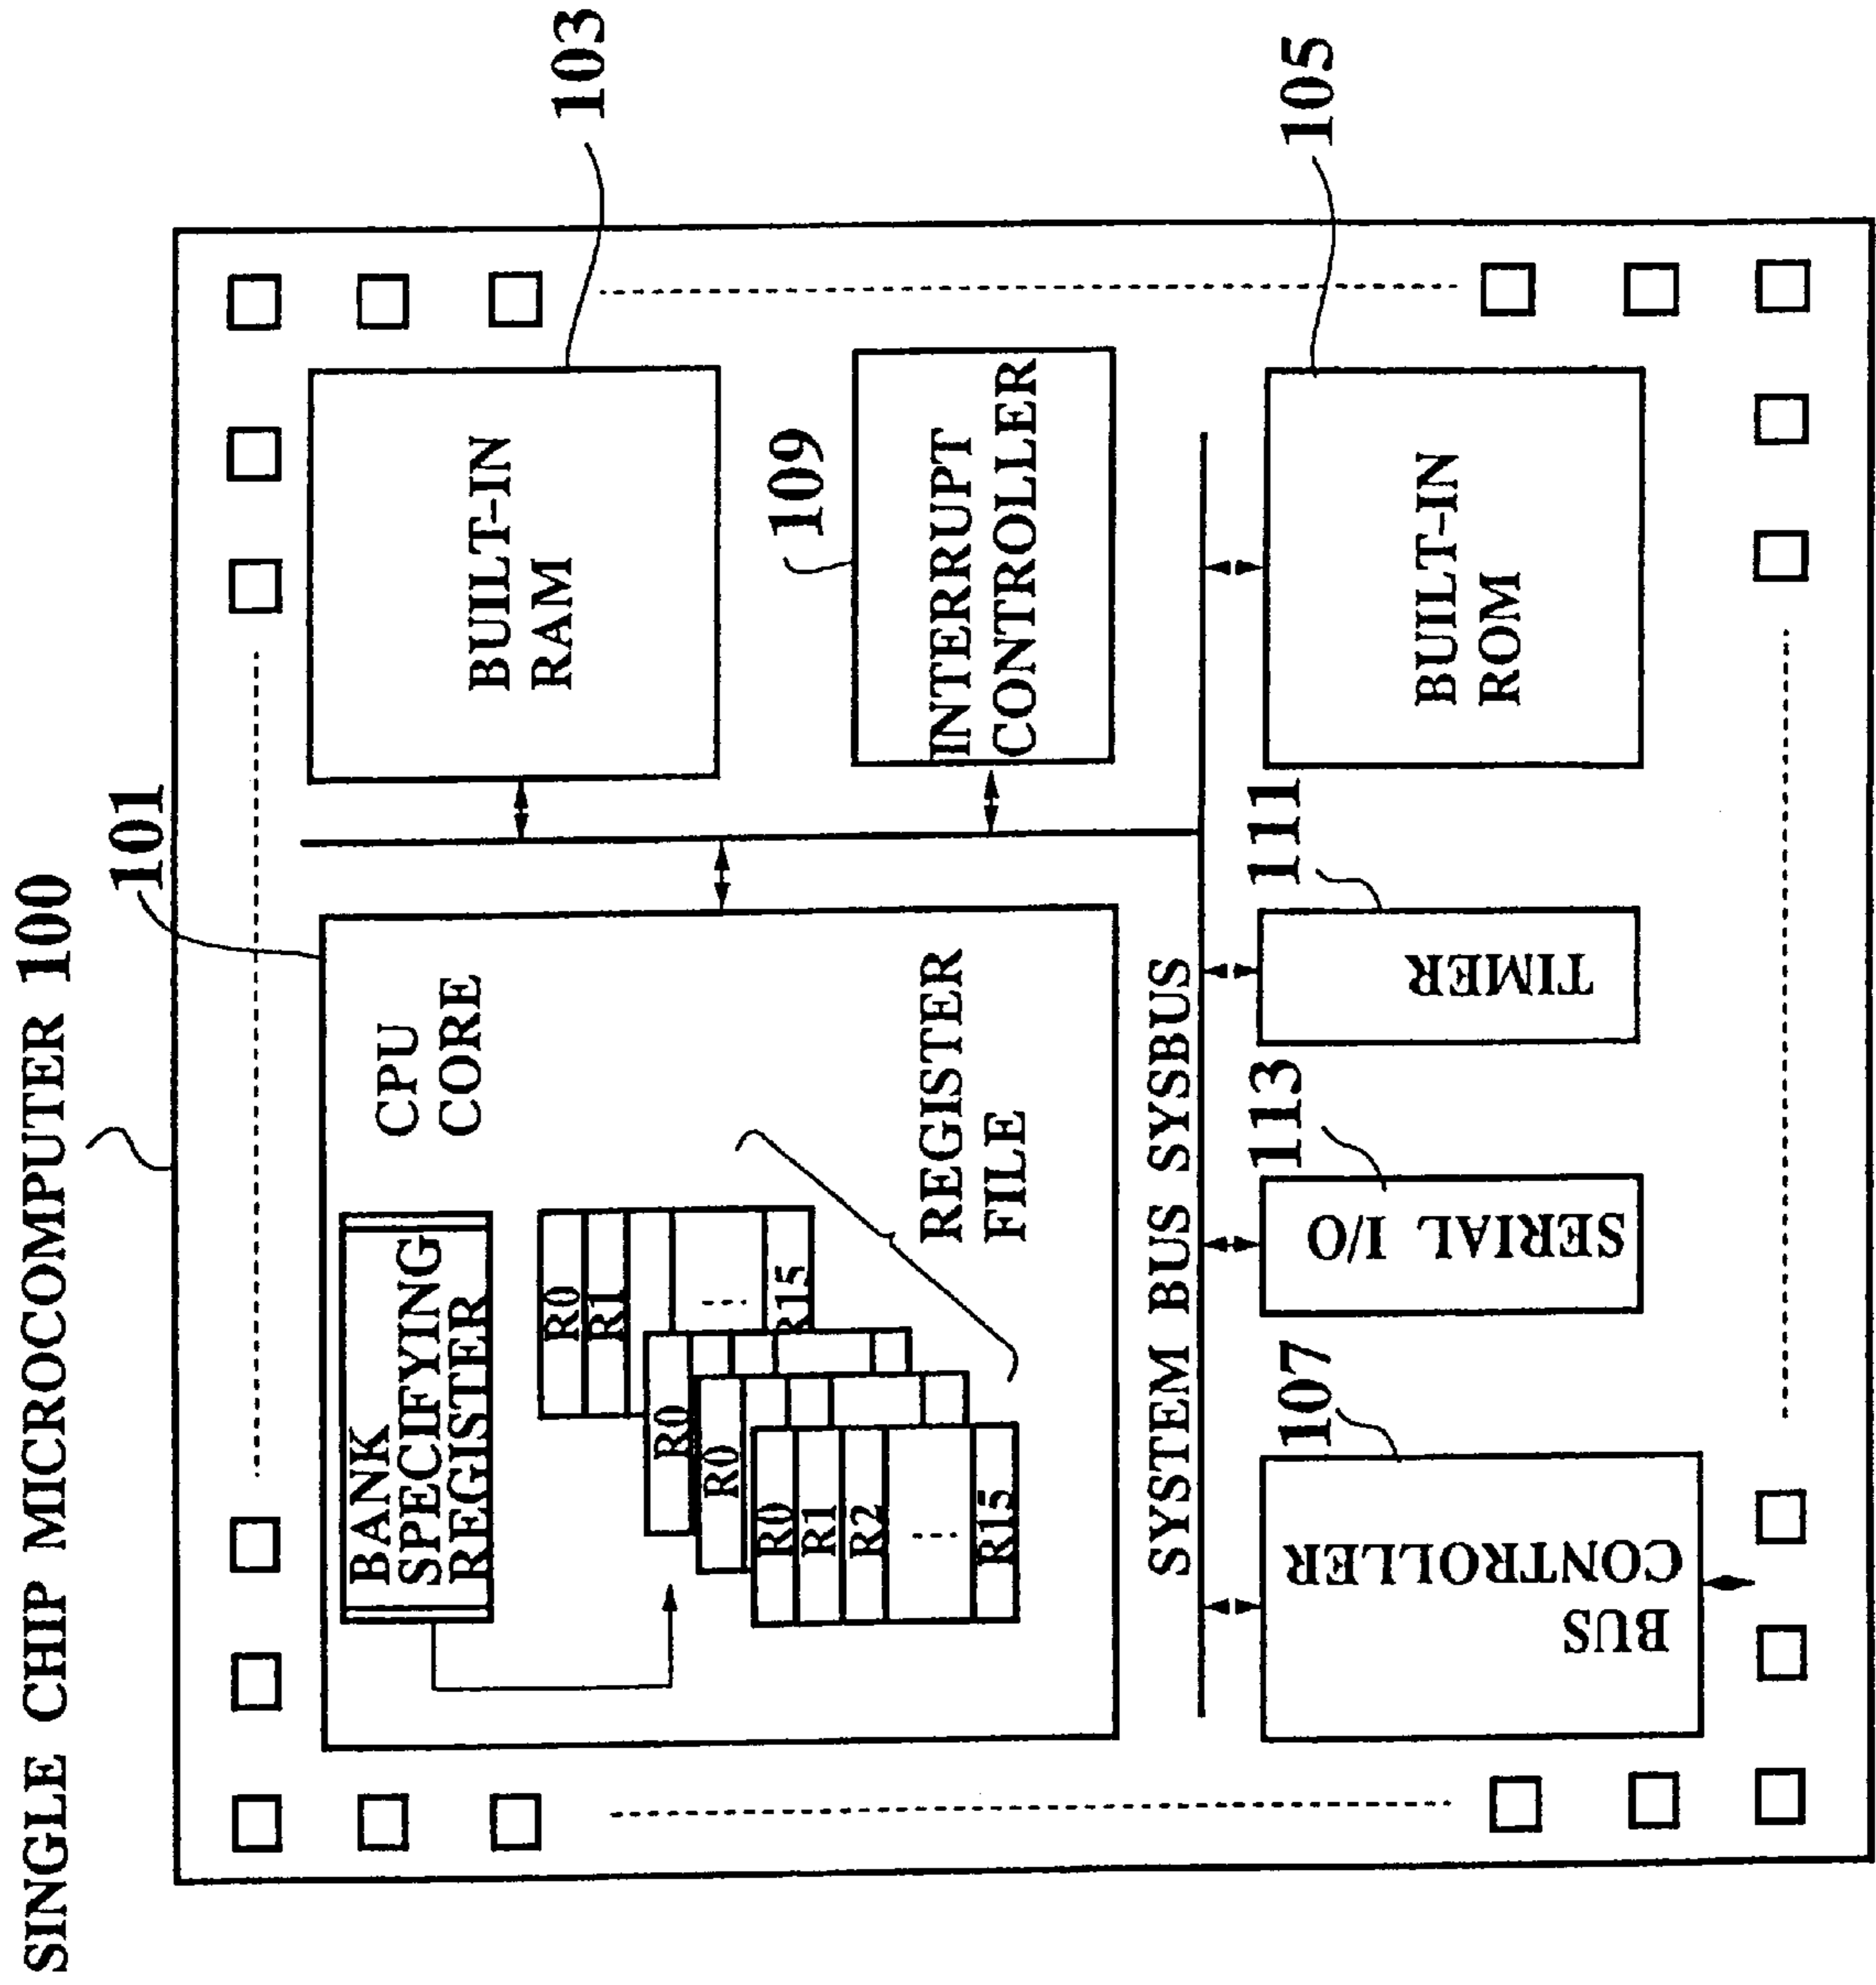 SINGLE CHIP MICROCOMPUTER 100
101
103
CPU
CORE
BANK
SPECIFYING
REGISTER
BUILT-IN
RAM
R0
R1
⋮
R15
R0
R0
R0
R1
R2
⋮
R15
REGISTER
FILE
109
INTERRUPT
CONTROLLER
SYSTEM BUS SYSBUS
107
113
111
105
BUS
CONTROLLER
SERIAL I/O
TIMER
BUILT-IN
ROM